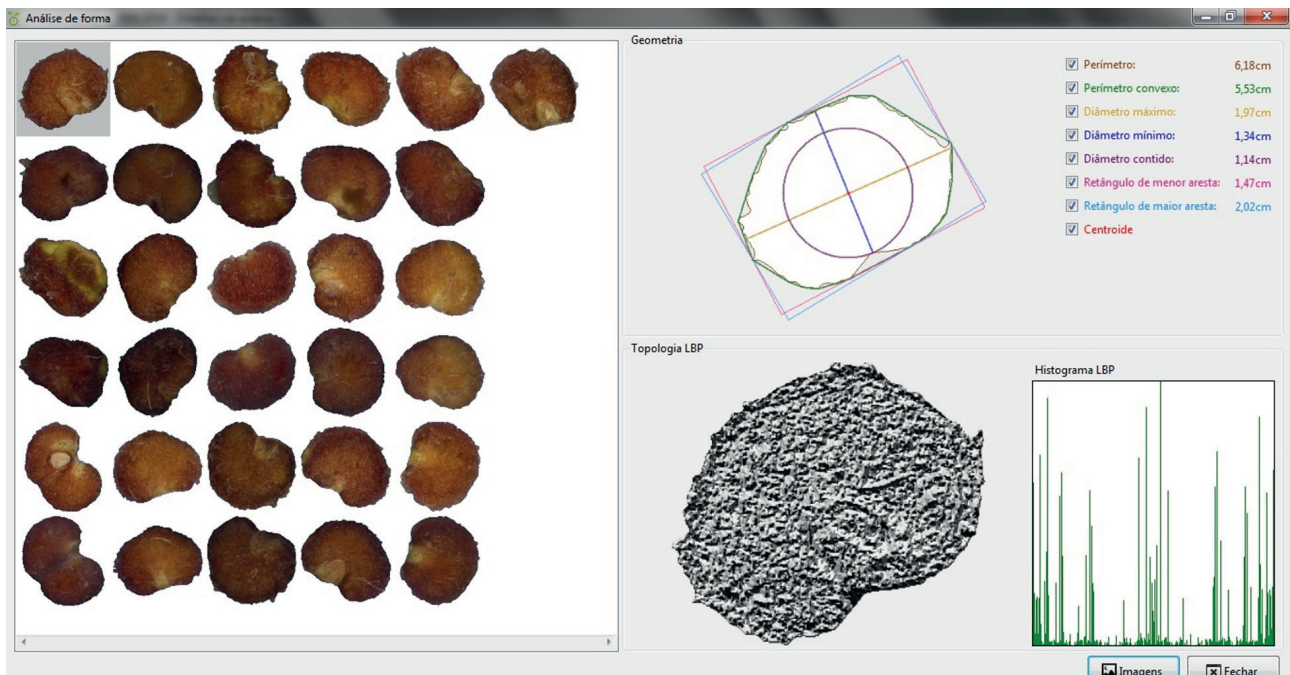 Análise de forma
Geometria
Perímetro: 6,18cm
Perímetro convexo: 5,53cm
Diâmetro máximo: 1,97cm
Diâmetro mínimo: 1,34cm
Diâmetro contido: 1,14cm
Retângulo de menor aresta: 1,47cm
Retângulo de maior aresta: 2,02cm
Centroide
Topologia LBP
Histograma LBP
Imagens
Fechar